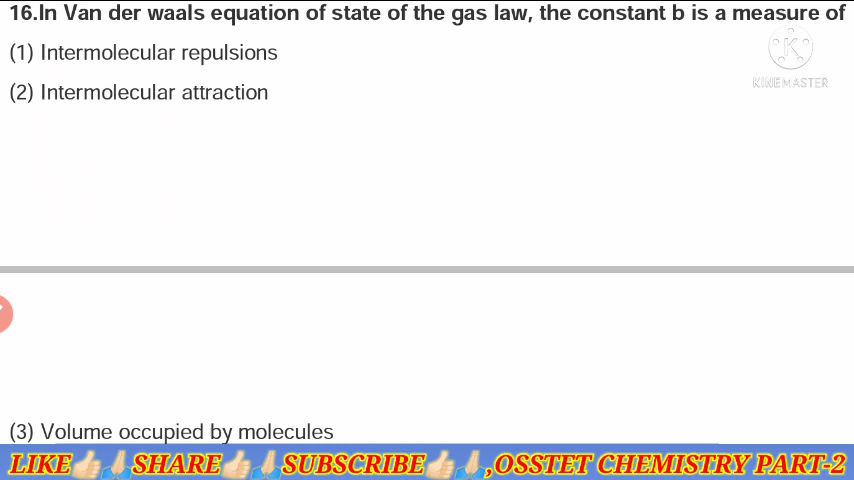 16.In Van der waals equation of state of the gas law, the constant b is a measure of
(1) Intermolecular repulsions
K
KINEMASTER
(2) Intermolecular attraction
(3) Volume occupied by molecules
LIKE👍🏻🙏🏻SHARE👍🏻🙏🏻SUBSCRIBE👍🏻🙏🏻,OSSTET CHEMISTRY PART-2